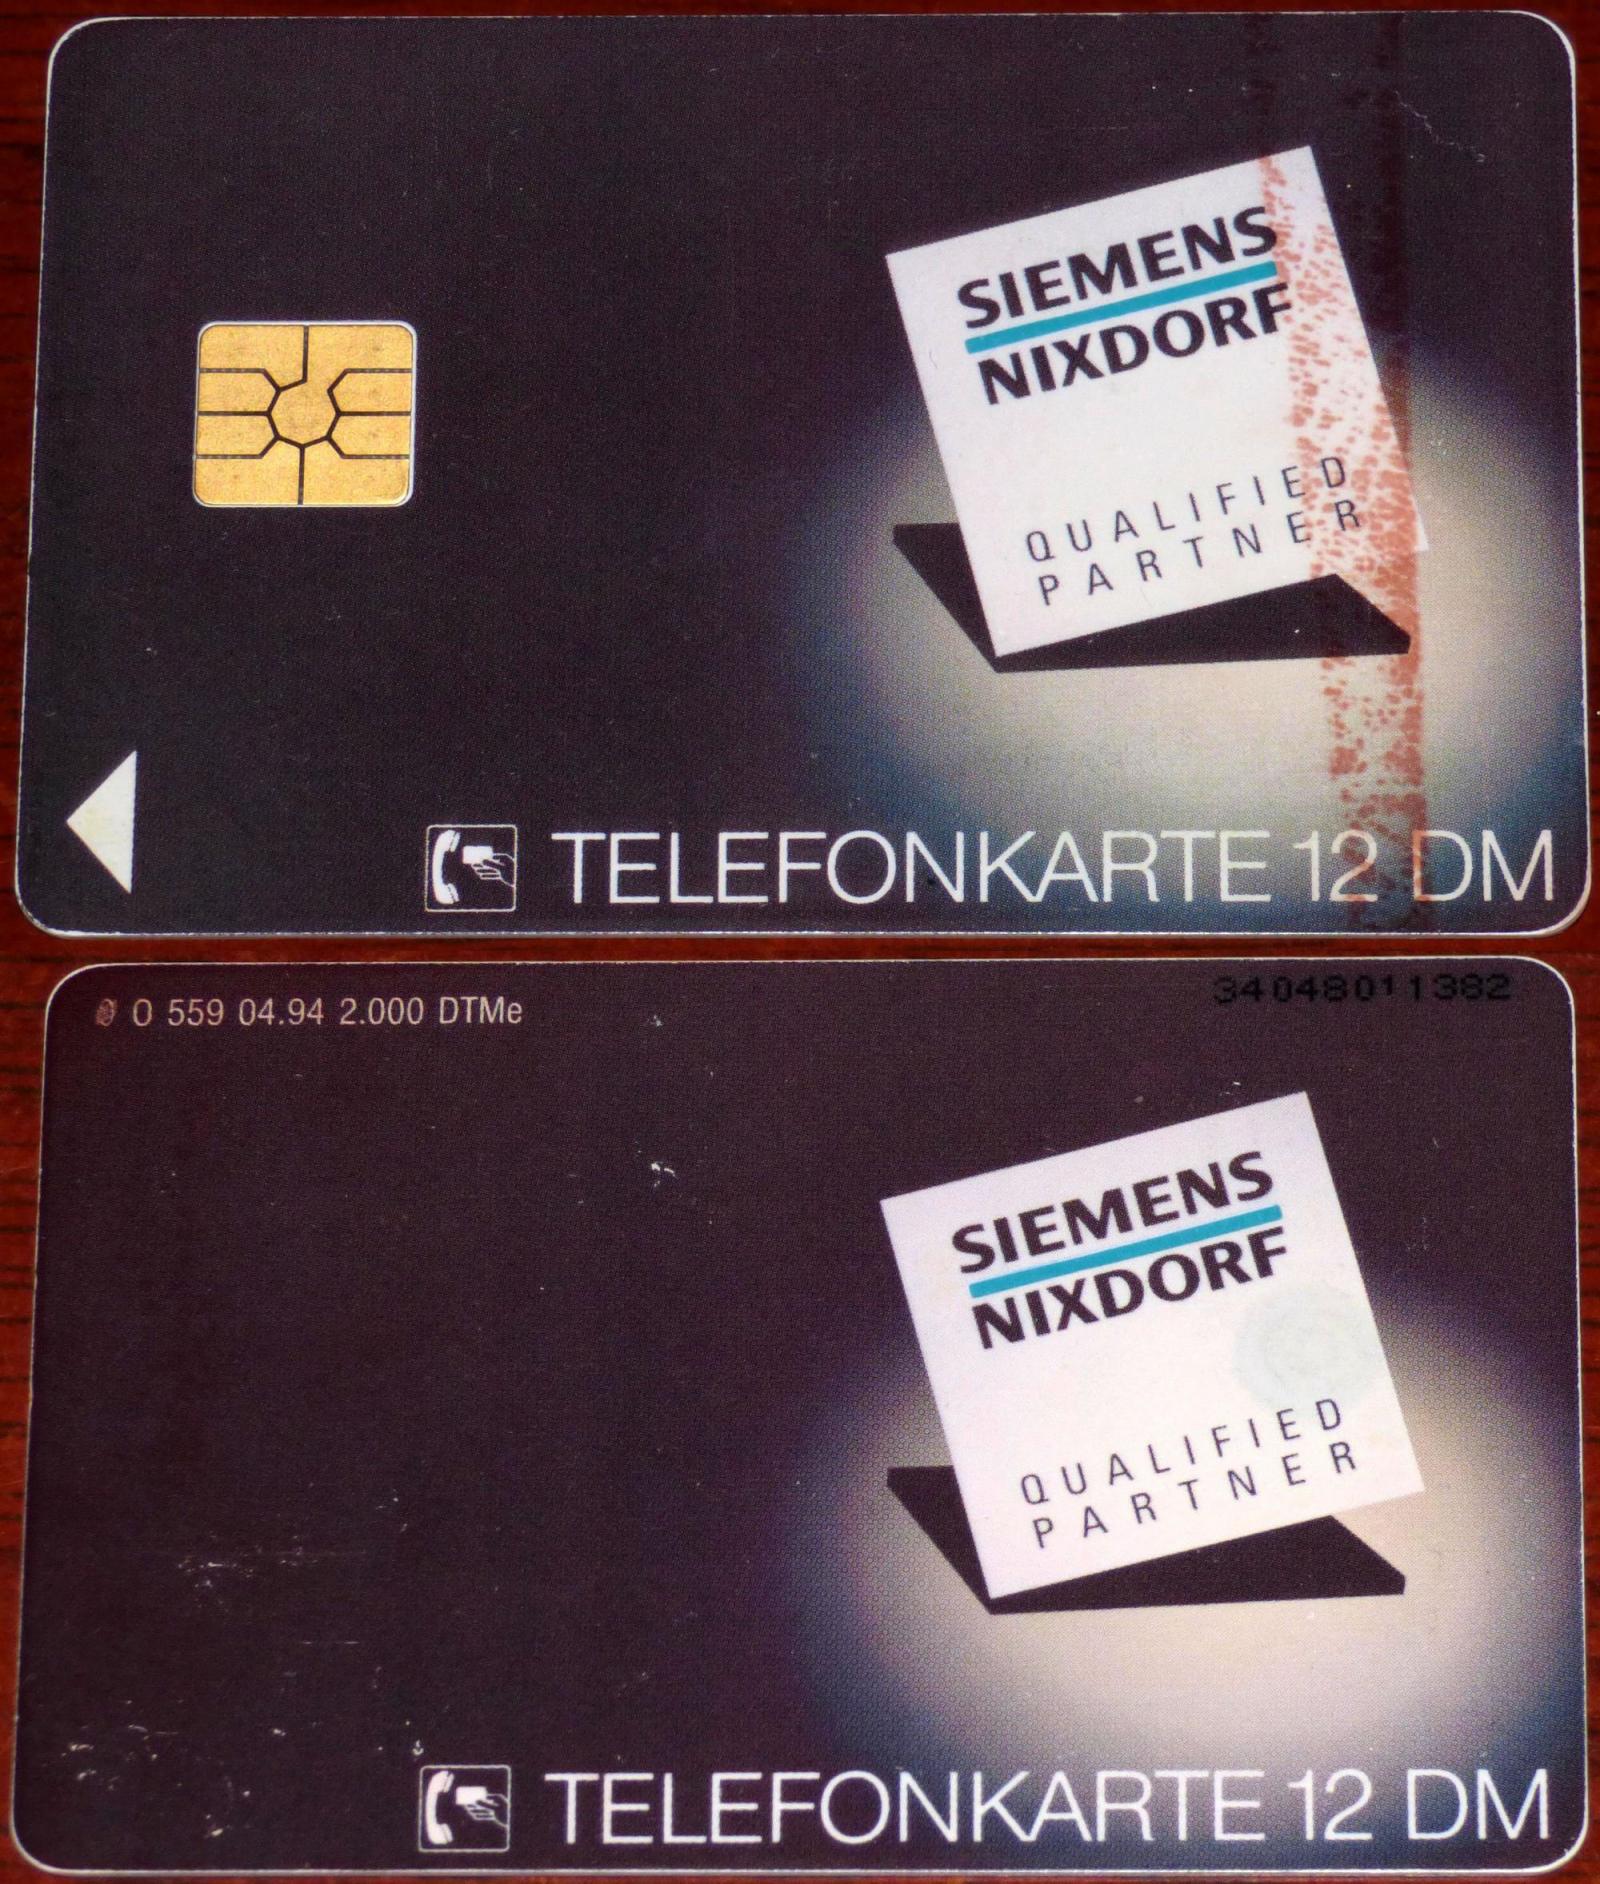 SIEMENS
NIXDORF
QUALIFIED
PARTNER
TELEFONKARTE 12 DM
O 559 04.94 2.000 DTMe
34048011382
SIEMENS
NIXDORF
QUALIFIED
PARTNER
TELEFONKARTE 12 DM